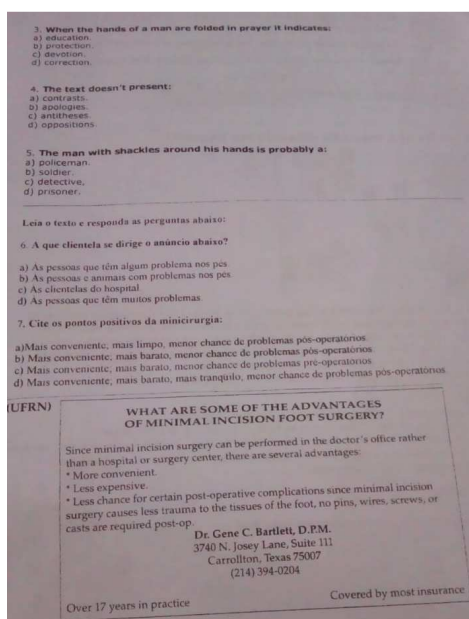 3. When the hands of a man are folded in prayer it indicates:
a) education.
b) protection.
c) devotion.
d) correction.
4. The text doesn't present:
a) contrasts.
b) apologies.
c) antitheses.
d) oppositions.
5. The man with shackles around his hands is probably a:
a) policeman.
b) soldier.
c) detective,
d) prisoner.
Leia o texto e responda as perguntas abaixo:
6. A que clientela se dirige o anúncio abaixo?
a) As pessoas que têm algum problema nos pés.
b) As pessoas e animais com problemas nos pés.
c) As clientelas do hospital.
d) As pessoas que têm muitos problemas.
7. Cite os pontos positivos da minicirurgia:
a)Mais conveniente, mais limpo, menor chance de problemas pós-operatórios.
b) Mais conveniente, mais barato, menor chance de problemas pós-operatórios.
c) Mais conveniente, mais barato, menor chance de problemas pré-operatórios.
d) Mais conveniente, mais barato, mais tranquilo, menor chance de problemas pós-operatórios.
(UFRN)
WHAT ARE SOME OF THE ADVANTAGES
OF MINIMAL INCISION FOOT SURGERY?
Since minimal incision surgery can be performed in the doctor's office rather
than a hospital or surgery center, there are several advantages:
* More convenient.
* Less expensive.
* Less chance for certain post-operative complications since minimal incision
surgery causes less trauma to the tissues of the foot, no pins, wires, screws, or
casts are required post-op.
Dr. Gene C. Bartlett, D.P.M.
3740 N. Josey Lane, Suite 111
Carrollton, Texas 75007
(214) 394-0204
Over 17 years in practice
Covered by most insurance